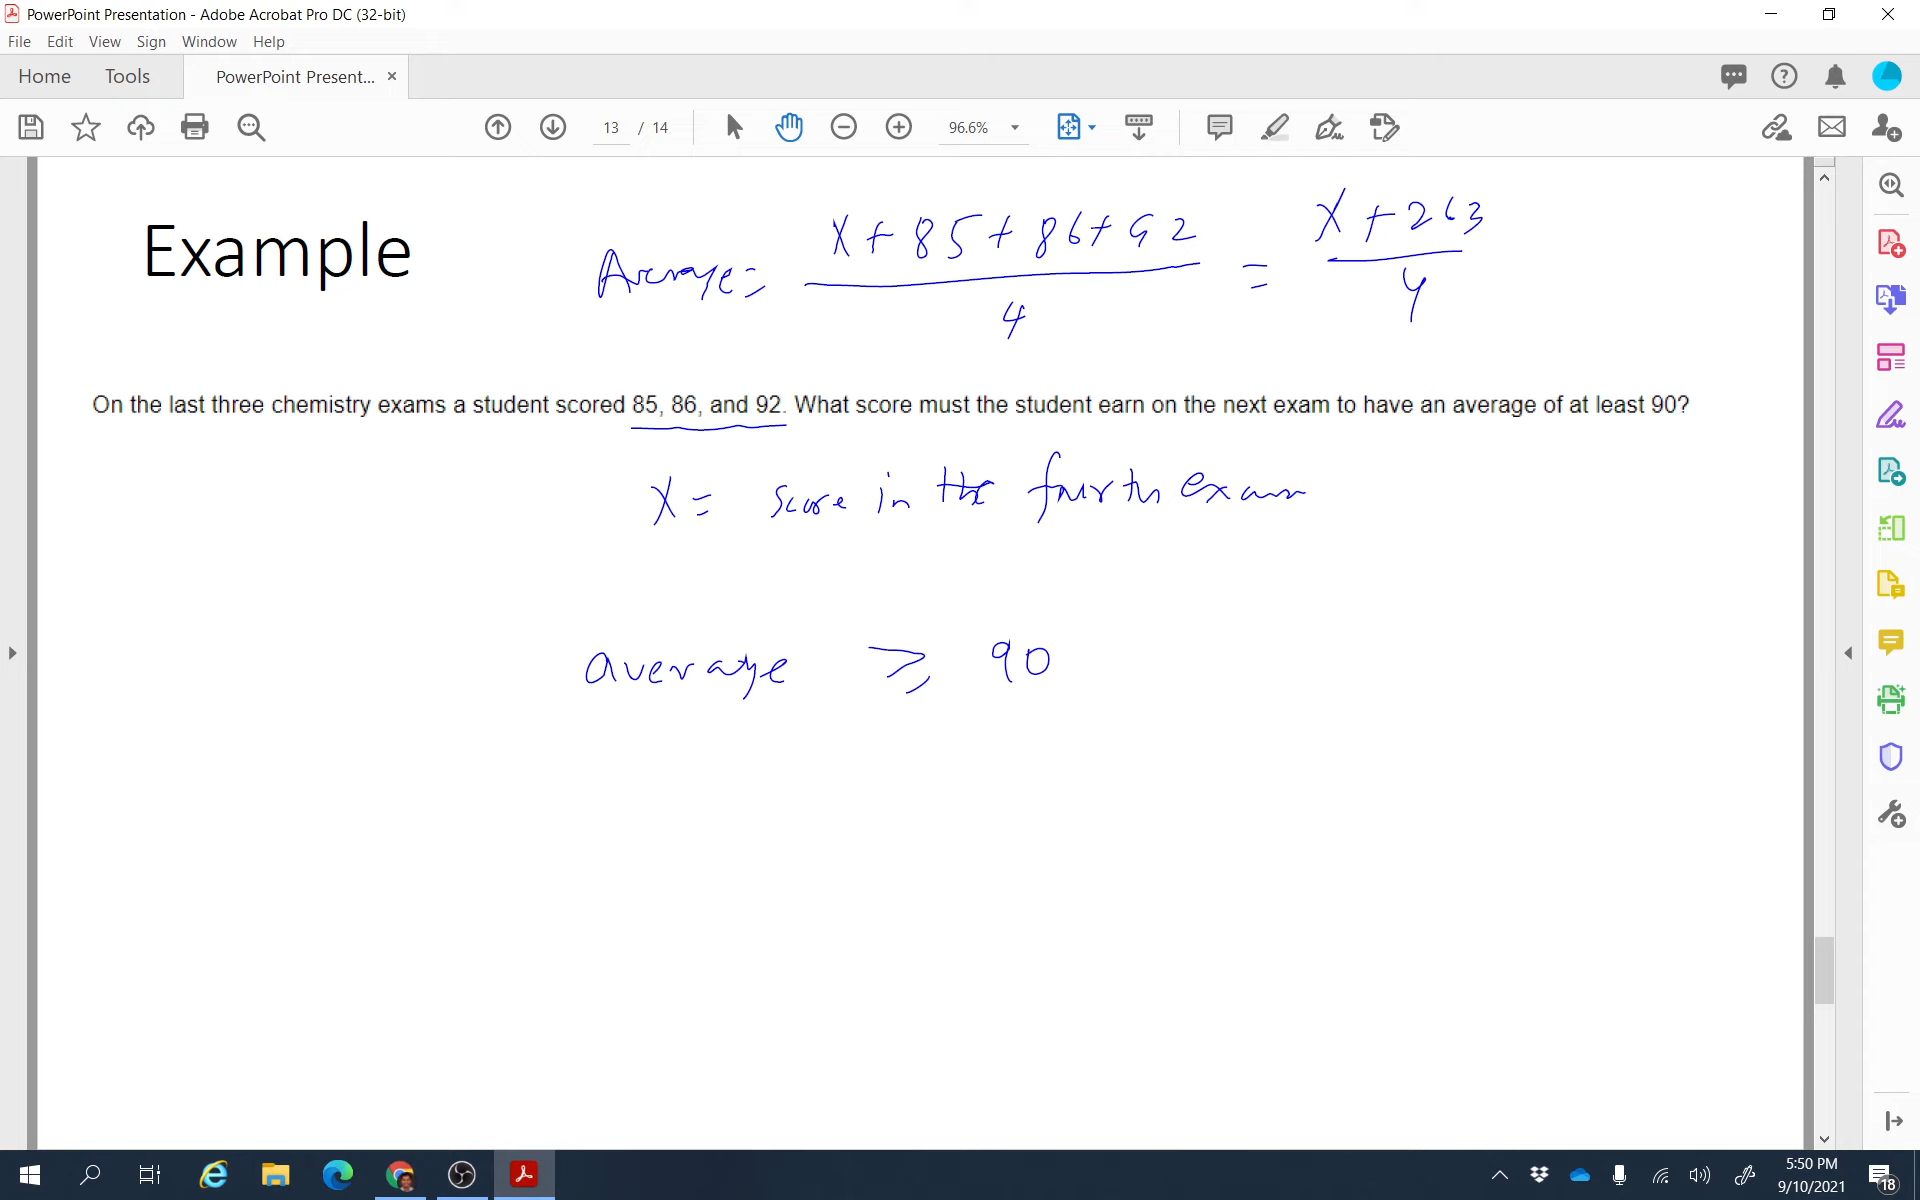 PowerPoint Presentation - Adobe Acrobat Pro DC (32-bit)
File Edit View Sign Window Help
Home Tools PowerPoint Present... ×
13 / 14 96.6%
Example
Average = X + 85 + 86 + 92 / 4 = X + 263 / 4
On the last three chemistry exams a student scored 85, 86, and 92. What score must the student earn on the next exam to have an average of at least 90?
X = score in the fourth exam
average ≥ 90
5:50 PM
9/10/2021
18